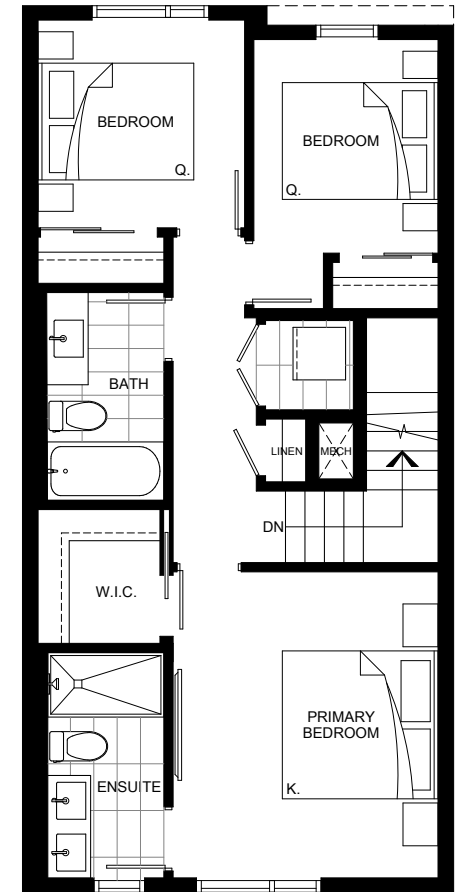 BEDROOM
Q.
BEDROOM
Q.
BATH
LINEN
MECH
DN
W.I.C.
PRIMARY
BEDROOM
K.
ENSUITE